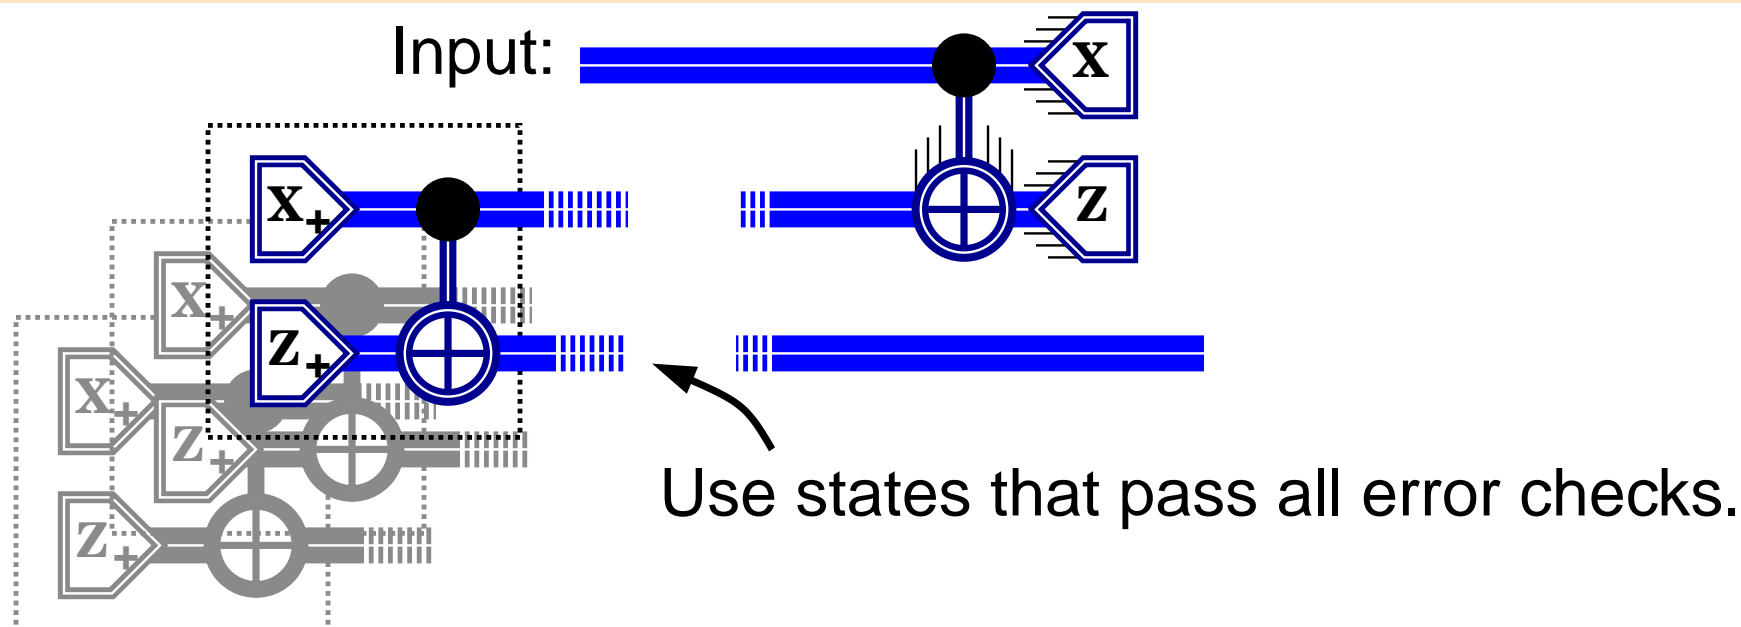 Input:
x
x+
z
x+
z+
x+
z+
Use states that pass all error checks.
z+